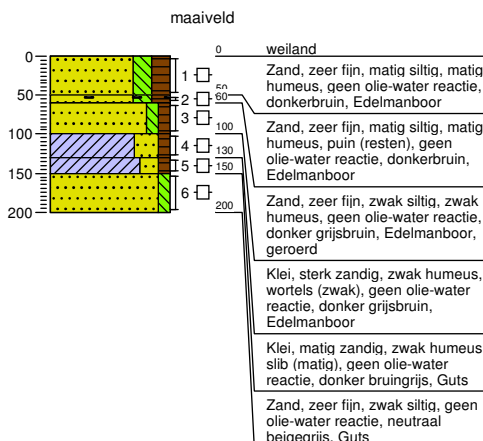 maaiveld
0
50
100
150
200
1
2
3
4
5
6
0
50
60
100
130
150
200
weiland
Zand, zeer fijn, matig siltig, matig
humeus, geen olie-water reactie,
donkerbruin, Edelmanboor
Zand, zeer fijn, matig siltig, matig
humeus, puin (resten), geen
olie-water reactie, donkerbruin,
Edelmanboor
Zand, zeer fijn, zwak siltig, zwak
humeus, geen olie-water reactie,
donker grijsbruin, Edelmanboor,
geroerd
Klei, sterk zandig, zwak humeus,
wortels (zwak), geen olie-water
reactie, donker grijsbruin,
Edelmanboor
Klei, matig zandig, zwak humeus
slib (matig), geen olie-water
reactie, donker bruingrijs, Guts
Zand, zeer fijn, zwak siltig, geen
olie-water reactie, neutraal
beigegrijs, Guts